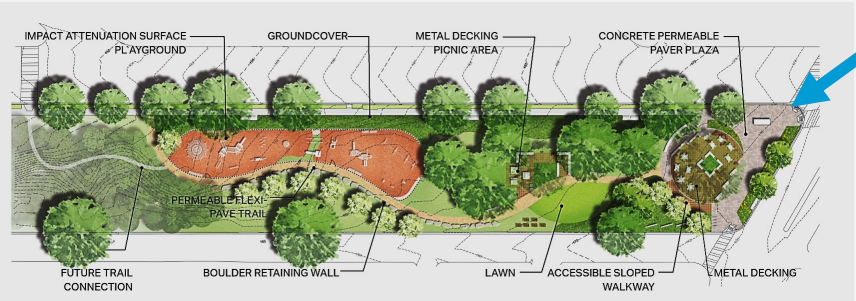 IMPACT ATTENUATION SURFACE
PLAYGROUND
GROUNDCOVER
METAL DECKING
PICNIC AREA
CONCRETE PERMEABLE
PAVER PLAZA
PERMEABLE FLEXI-
PAVE TRAIL
FUTURE TRAIL
CONNECTION
BOULDER RETAINING WALL
LAWN
ACCESSIBLE SLOPED
WALKWAY
METAL DECKING